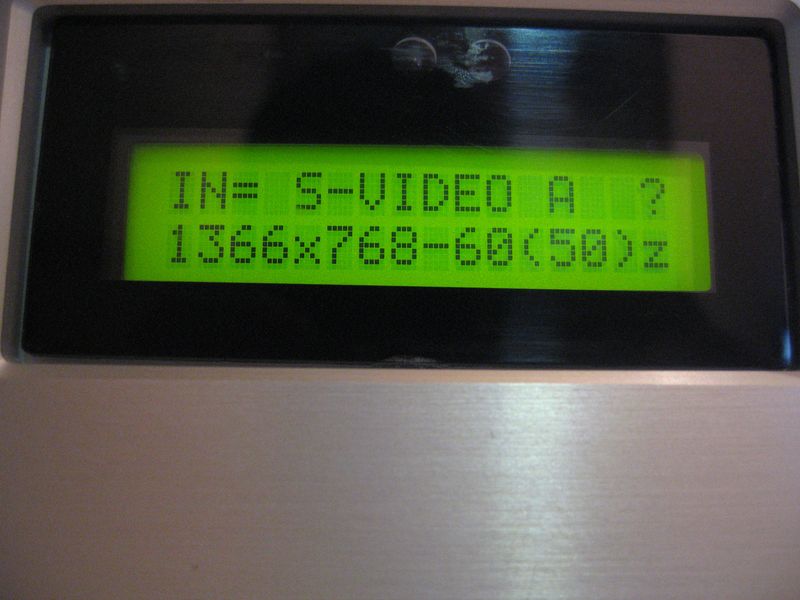 IN= S-VIDEO A ?
1366x768-60(50)z